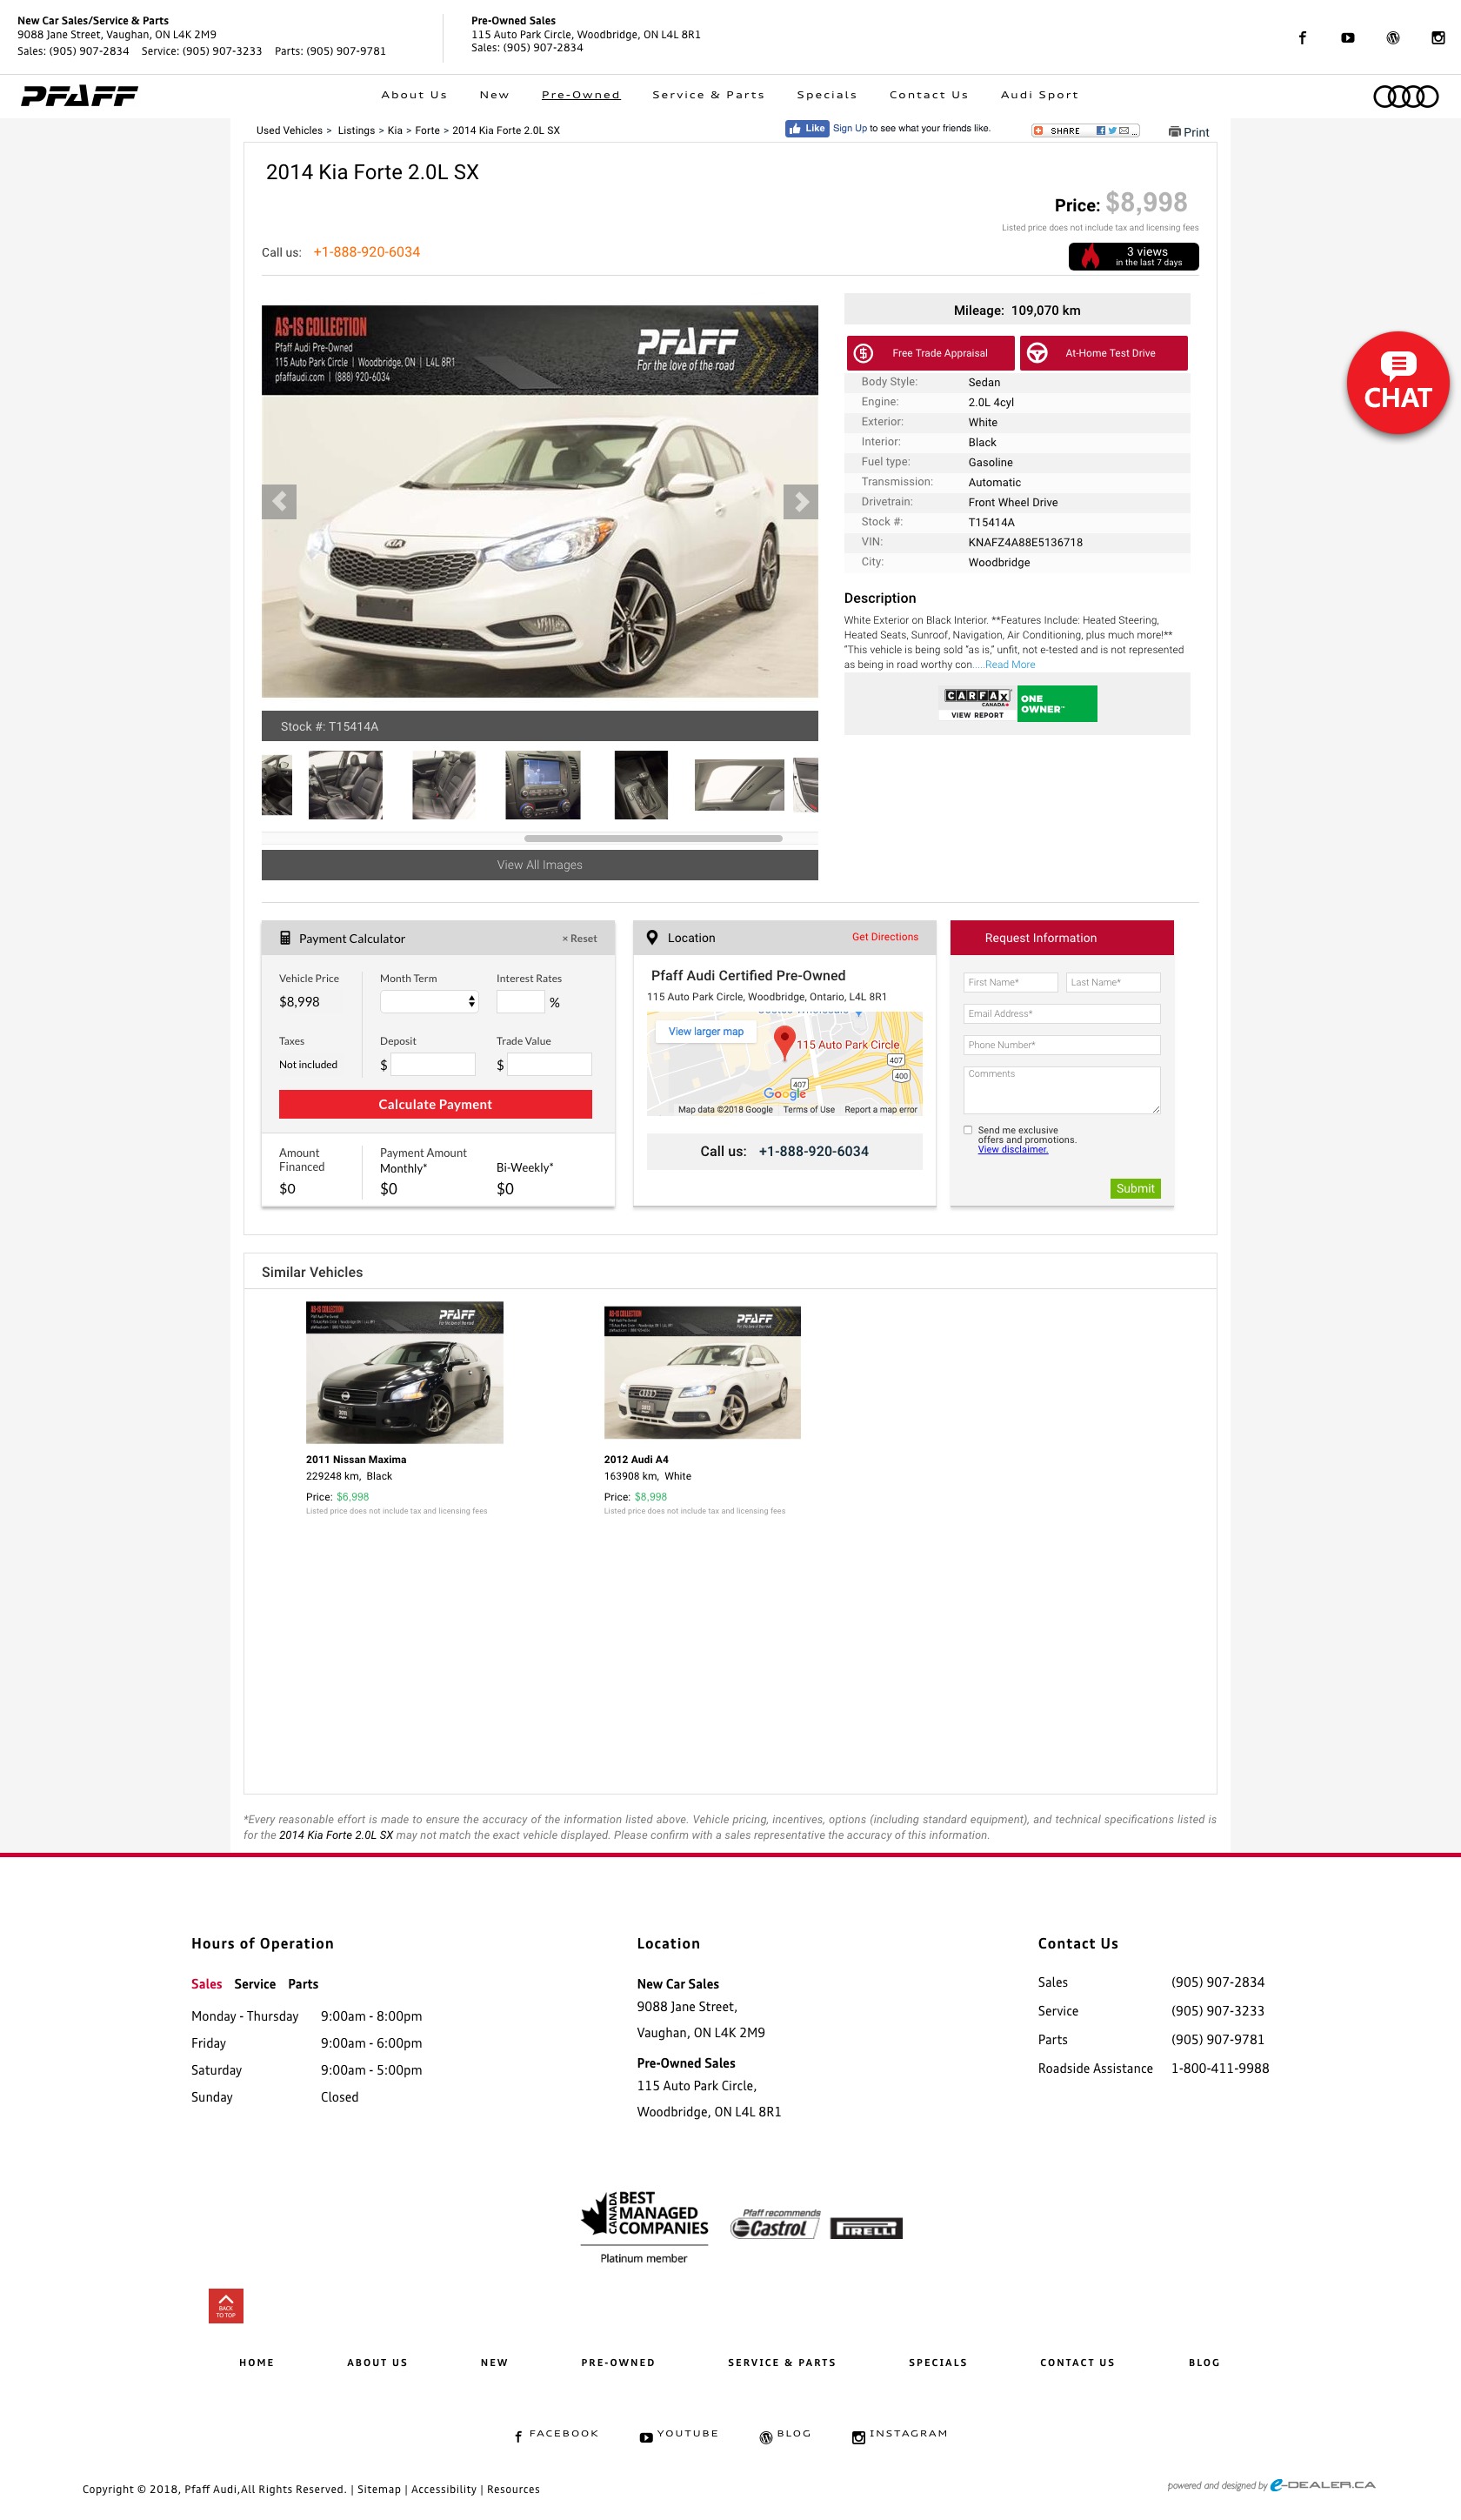 New Car Sales/Service & Parts
9088 Jane Street, Vaughan, ON L4K 2M9
Sales: (905) 907-2834 Service: (905) 907-3233 Parts: (905) 907-9781
Pre-Owned Sales
115 Auto Park Circle, Woodbridge, ON L4L 8R1
Sales: (905) 907-2834
PFAFF
About Us New Pre-Owned Service & Parts Specials Contact Us Audi Sport
Used Vehicles > Listings > Kia > Forte > 2014 Kia Forte 2.0L SX
Like Sign Up to see what your friends like.
SHARE
Print
2014 Kia Forte 2.0L SX
Price: $8,998
Listed price does not include tax and licensing fees
Call us: +1-888-920-6034
3 views
in the last 7 days
AS-IS COLLECTION
Pfaff Audi Pre-Owned
115 Auto Park Circle | Woodbridge, ON | L4L 8R1
pfaffaudi.com | (888) 920-6034
PFAFF
For the love of the road
KIA
Stock #: T15414A
View All Images
Mileage: 109,070 km
Free Trade Appraisal
At-Home Test Drive
Body Style: Sedan
Engine: 2.0L 4cyl
Exterior: White
Interior: Black
Fuel type: Gasoline
Transmission: Automatic
Drivetrain: Front Wheel Drive
Stock #: T15414A
VIN: KNAFZ4A88E5136718
City: Woodbridge
Description
White Exterior on Black Interior. **Features Include: Heated Steering,
Heated Seats, Sunroof, Navigation, Air Conditioning, plus much more!**
"This vehicle is being sold "as is," unfit, not e-tested and is not represented
as being in road worthy con.....Read More
CARFAX
CANADA
VIEW REPORT
ONE
OWNER™
CHAT
Payment Calculator × Reset
Vehicle Price Month Term Interest Rates
$8,998 %
Taxes Deposit Trade Value
Not included $ $
Calculate Payment
Amount
Financed
$0
Payment Amount
Monthly* Bi-Weekly*
$0 $0
Location Get Directions
Pfaff Audi Certified Pre-Owned
115 Auto Park Circle, Woodbridge, Ontario, L4L 8R1
View larger map
115 Auto Park Circle
407
400
407
Google
Map data ©2018 Google Terms of Use Report a map error
Call us: +1-888-920-6034
Request Information
First Name* Last Name*
Email Address*
Phone Number*
Comments
Send me exclusive
offers and promotions.
View disclaimer.
Submit
Similar Vehicles
AS-IS COLLECTION
PFAFF
2011 Nissan Maxima
229248 km, Black
Price: $6,998
Listed price does not include tax and licensing fees
AS-IS COLLECTION
PFAFF
2012 Audi A4
163908 km, White
Price: $8,998
Listed price does not include tax and licensing fees
*Every reasonable effort is made to ensure the accuracy of the information listed above. Vehicle pricing, incentives, options (including standard equipment), and technical specifications listed is
for the 2014 Kia Forte 2.0L SX may not match the exact vehicle displayed. Please confirm with a sales representative the accuracy of this information.
Hours of Operation
Sales Service Parts
Monday - Thursday 9:00am - 8:00pm
Friday 9:00am - 6:00pm
Saturday 9:00am - 5:00pm
Sunday Closed
Location
New Car Sales
9088 Jane Street,
Vaughan, ON L4K 2M9
Pre-Owned Sales
115 Auto Park Circle,
Woodbridge, ON L4L 8R1
Contact Us
Sales (905) 907-2834
Service (905) 907-3233
Parts (905) 907-9781
Roadside Assistance 1-800-411-9988
CANADA
BEST
MANAGED
COMPANIES
Platinum member
Pfaff recommends
Castrol
PIRELLI
BACK
TO TOP
HOME ABOUT US NEW PRE-OWNED SERVICE & PARTS SPECIALS CONTACT US BLOG
FACEBOOK YOUTUBE BLOG INSTAGRAM
Copyright © 2018, Pfaff Audi,All Rights Reserved. | Sitemap | Accessibility | Resources
powered and designed by e-DEALER.CA